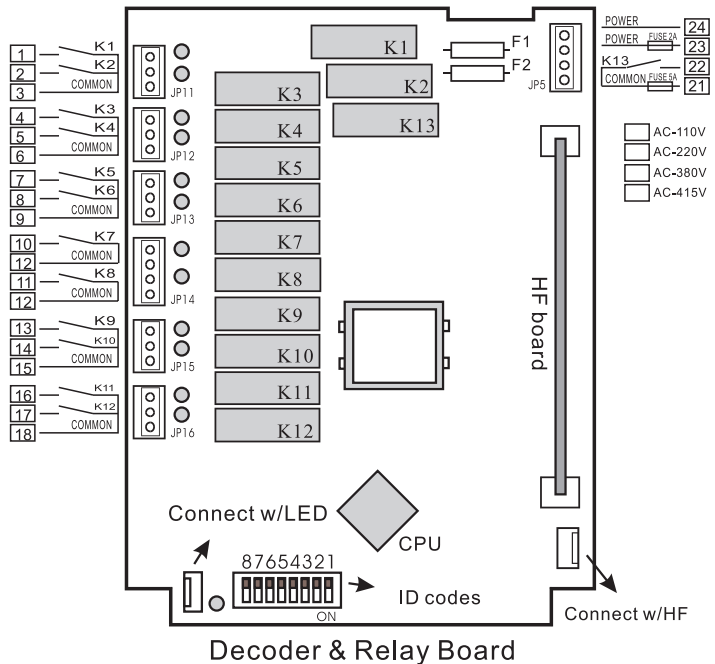 1 K1
2 K2
3 COMMON
JP11
4 K3
5 K4
6 COMMON
JP12
7 K5
8 K6
9 COMMON
JP13
10 K7
12 COMMON
11 K8
12 COMMON
JP14
13 K9
14 K10
15 COMMON
JP15
16 K11
17 K12
18 COMMON
JP16
K1
K2
K13
K3
K4
K5
K6
K7
K8
K9
K10
K11
K12
F1
F2
JP5
POWER 24
POWER FUSE 2A 23
K13 22
COMMON FUSE 5A 21
AC-110V
AC-220V
AC-380V
AC-415V
HF board
Connect w/LED
CPU
87654321
ON
ID codes
Connect w/HF
Decoder & Relay Board